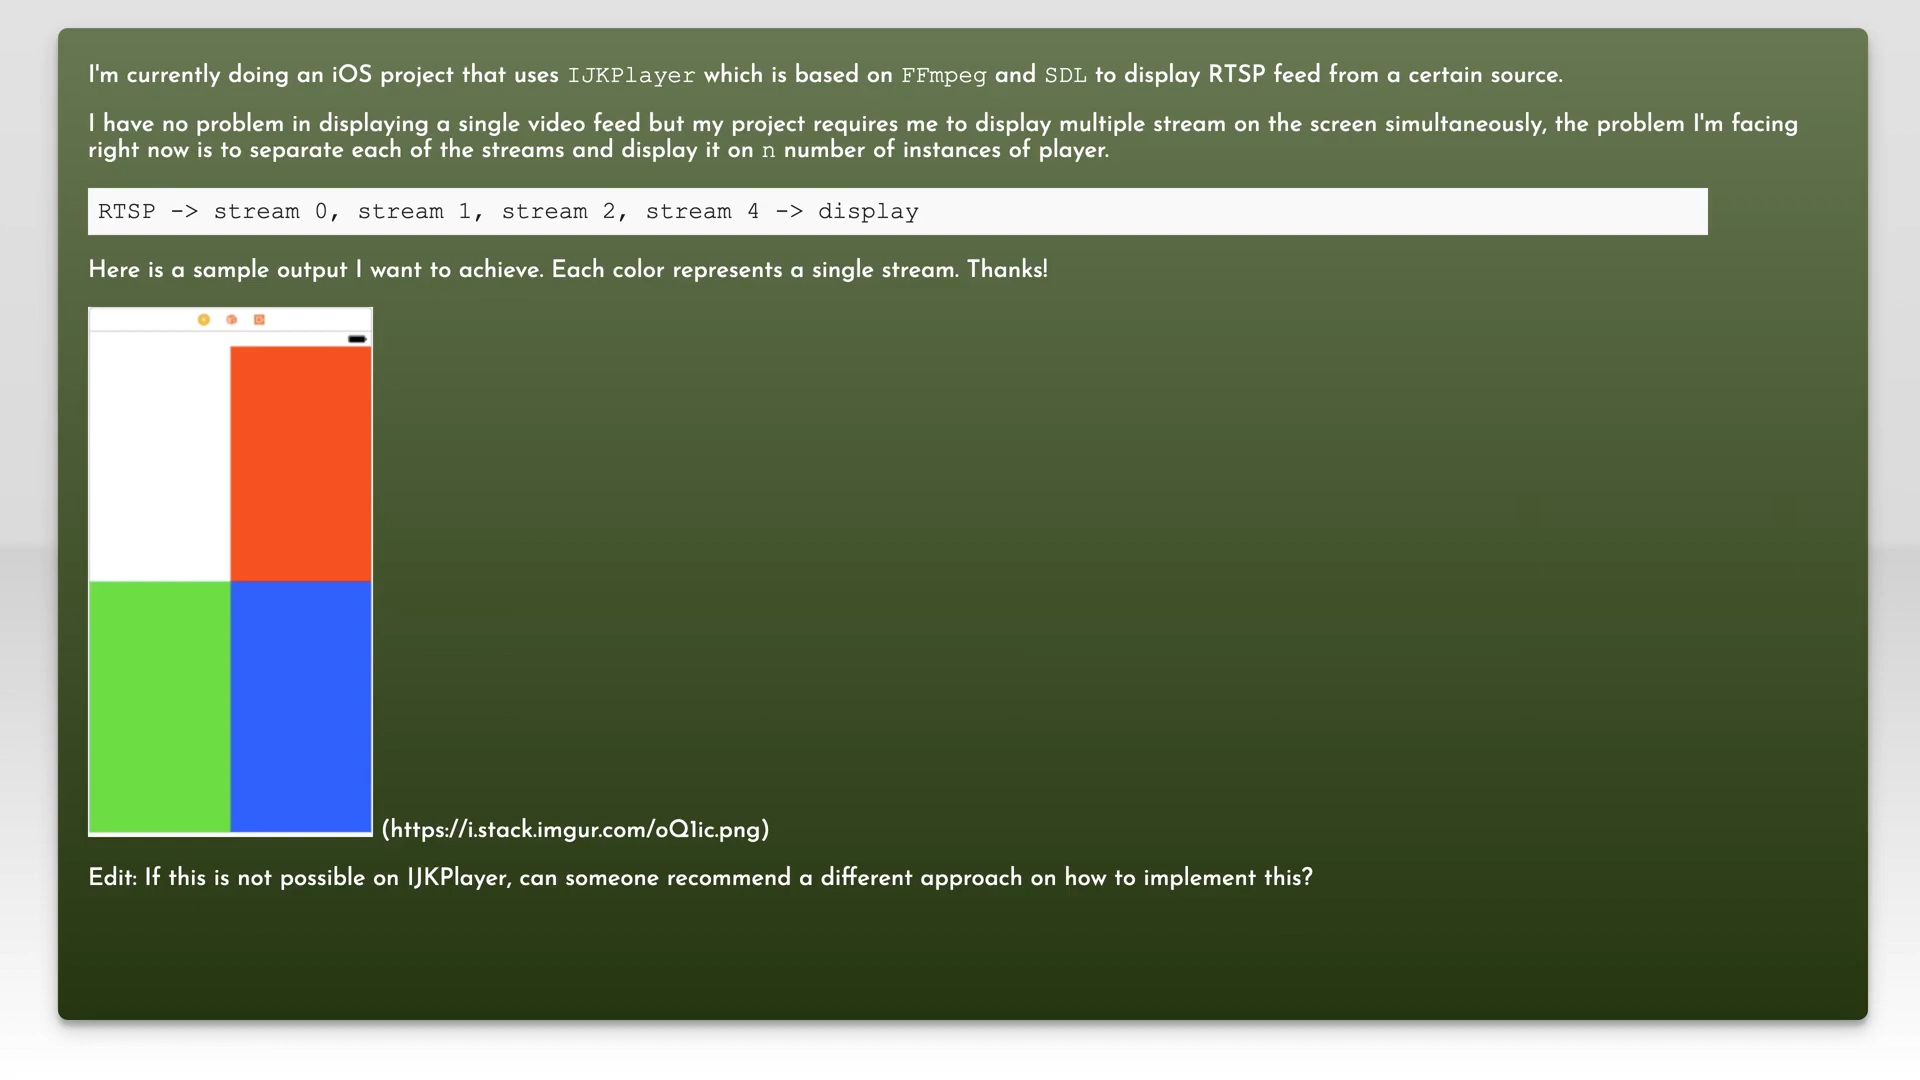 I'm currently doing an iOS project that uses IJKPlayer which is based on FFmpeg and SDL to display RTSP feed from a certain source.
I have no problem in displaying a single video feed but my project requires me to display multiple stream on the screen simultaneously, the problem I'm facing
right now is to separate each of the streams and display it on n number of instances of player.
RTSP -> stream 0, stream 1, stream 2, stream 4 -> display
Here is a sample output I want to achieve. Each color represents a single stream. Thanks!
(https://i.stack.imgur.com/oQ1ic.png)
Edit: If this is not possible on IJKPlayer, can someone recommend a different approach on how to implement this?